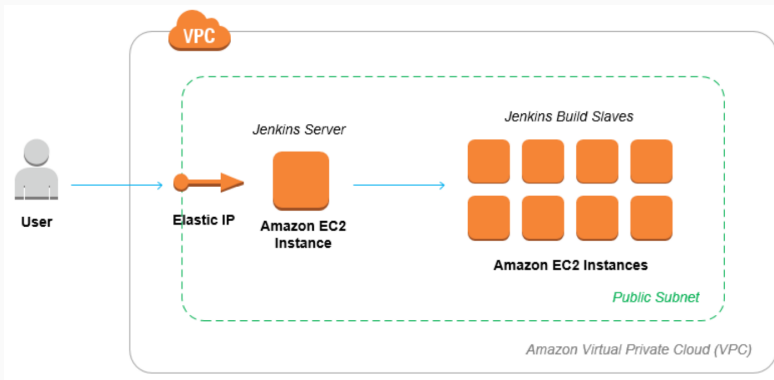 VPC
Jenkins Server
Jenkins Build Slaves
User
Elastic IP
Amazon EC2
Instance
Amazon EC2 Instances
Public Subnet
Amazon Virtual Private Cloud (VPC)